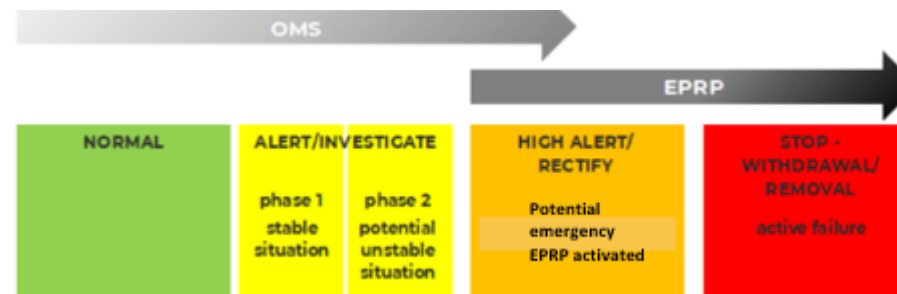 OMS
EPRP
NORMAL
ALERT/INVESTIGATE
phase 1
stable
situation
phase 2
potential
unstable
situation
HIGH ALERT/
RECTIFY
Potential
emergency
EPRP activated
STOP -
WITHDRAWAL/
REMOVAL
active failure